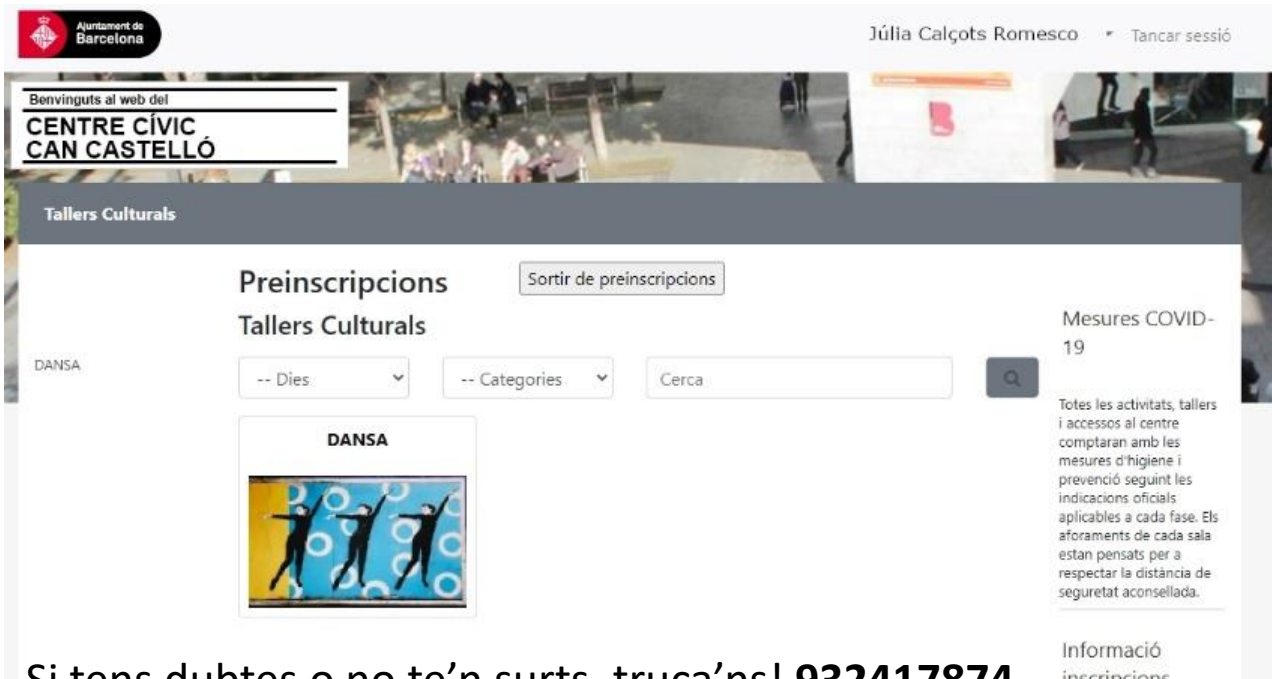 Ajuntament de
Barcelona
Júlia Calçots Romesco
Tancar sessió
Benvinguts al web del
CENTRE CÍVIC
CAN CASTELLÓ
B
Tallers Culturals
Preinscripcions
Sortir de preinscripcions
Tallers Culturals
DANSA
-- Dies
-- Categories
Cerca
DANSA
Mesures COVID-
19
Totes les activitats, tallers
i accessos al centre
comptaran amb les
mesures d'higiene i
prevenció seguint les
indicacions oficials
aplicables a cada fase. Els
aforaments de cada sala
estan pensats per a
respectar la distància de
seguretat aconsellada.
Informació
inscripcions
Si tens dubtes o no te’n surts, truca’ns! 932417874